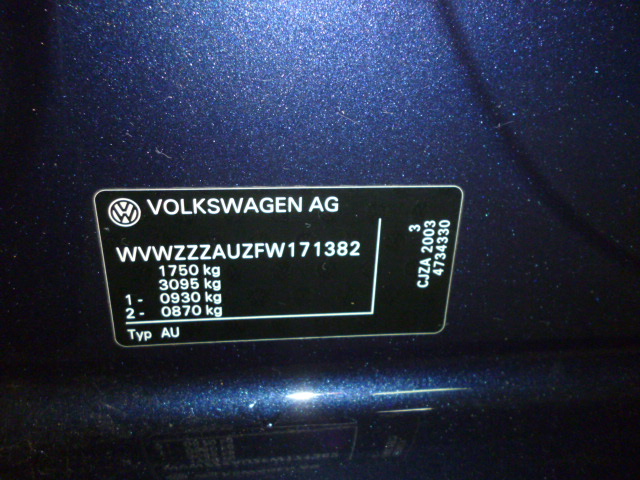 VOLKSWAGEN AG
WVWZZZAUZFW171382
1750 kg
3095 kg
1 - 0930 kg
2 - 0870 kg
Typ AU
3
CJZA 2003
4734330